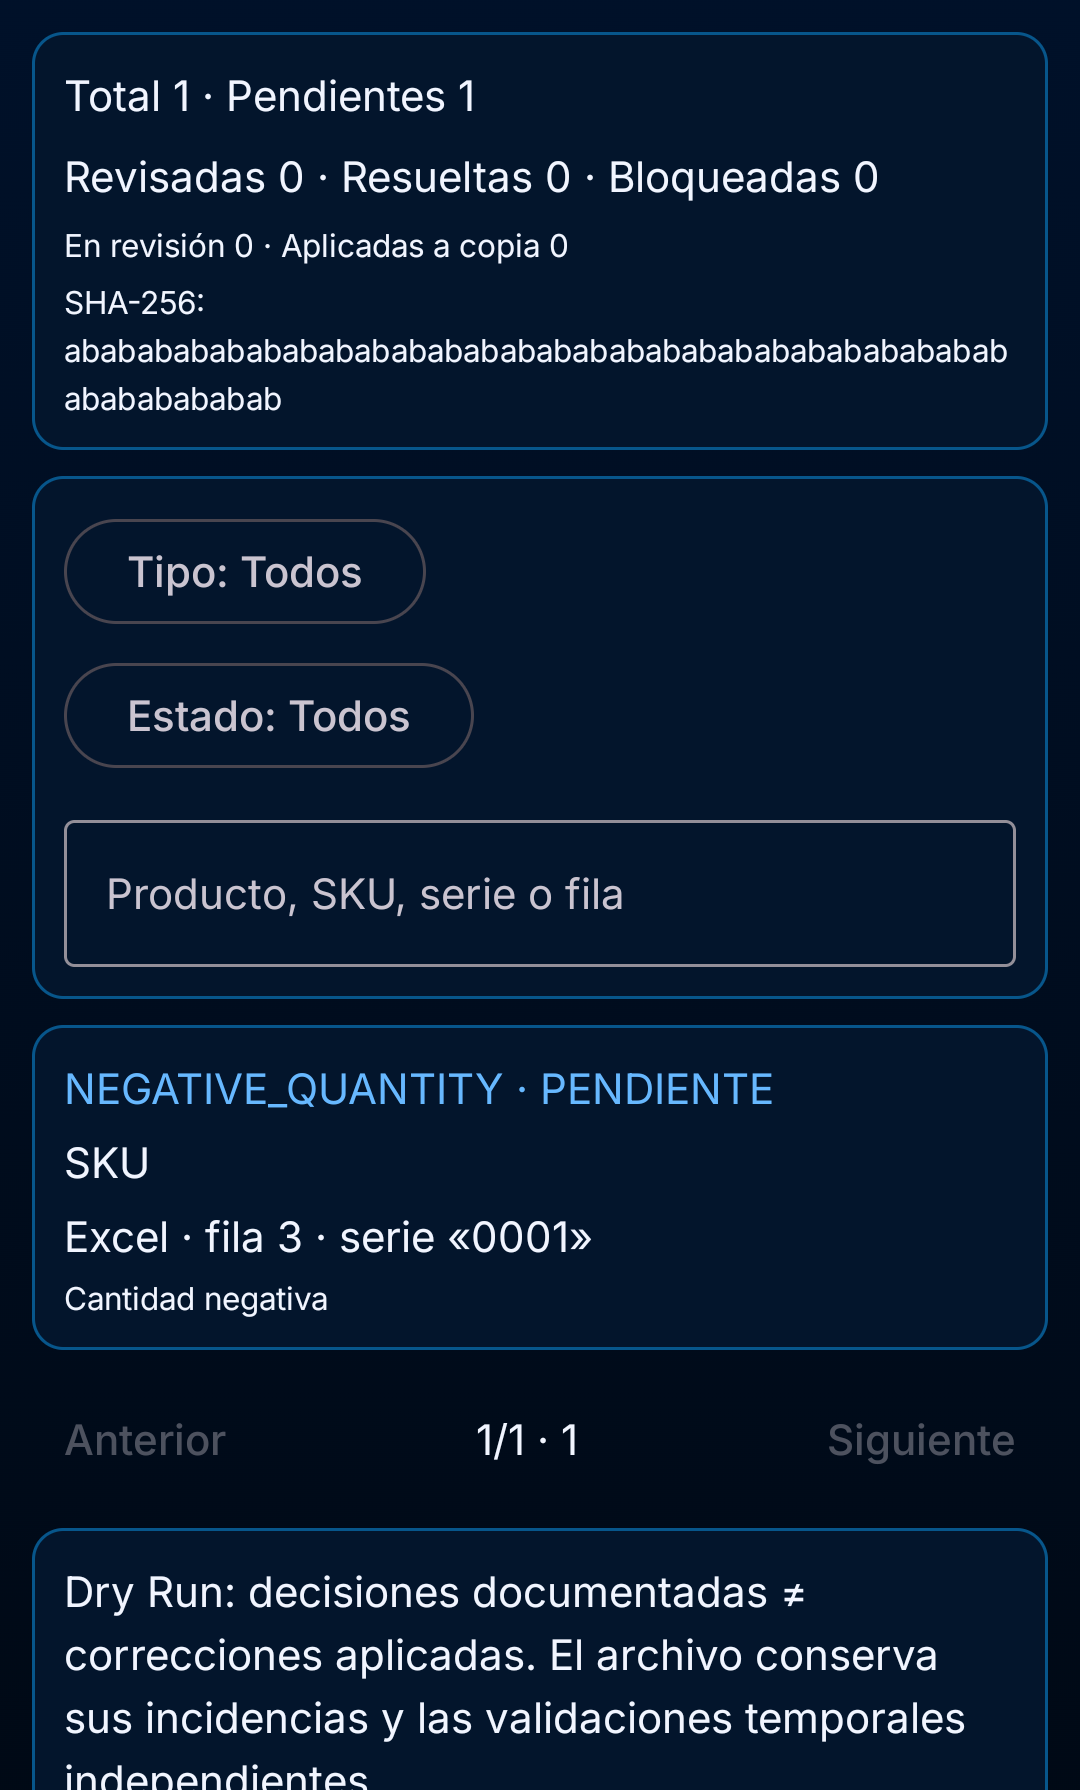 Total 1 · Pendientes 1
Revisadas 0 · Resueltas 0 · Bloqueadas 0
En revisión 0 · Aplicadas a copia 0
SHA-256:
abababababababababababababababababababababababababab
abababababab
Tipo: Todos
Estado: Todos
Producto, SKU, serie o fila
NEGATIVE_QUANTITY · PENDIENTE
SKU
Excel · fila 3 · serie «0001»
Cantidad negativa
Anterior 1/1 · 1 Siguiente
Dry Run: decisiones documentadas ≠
correcciones aplicadas. El archivo conserva
sus incidencias y las validaciones temporales
independientes